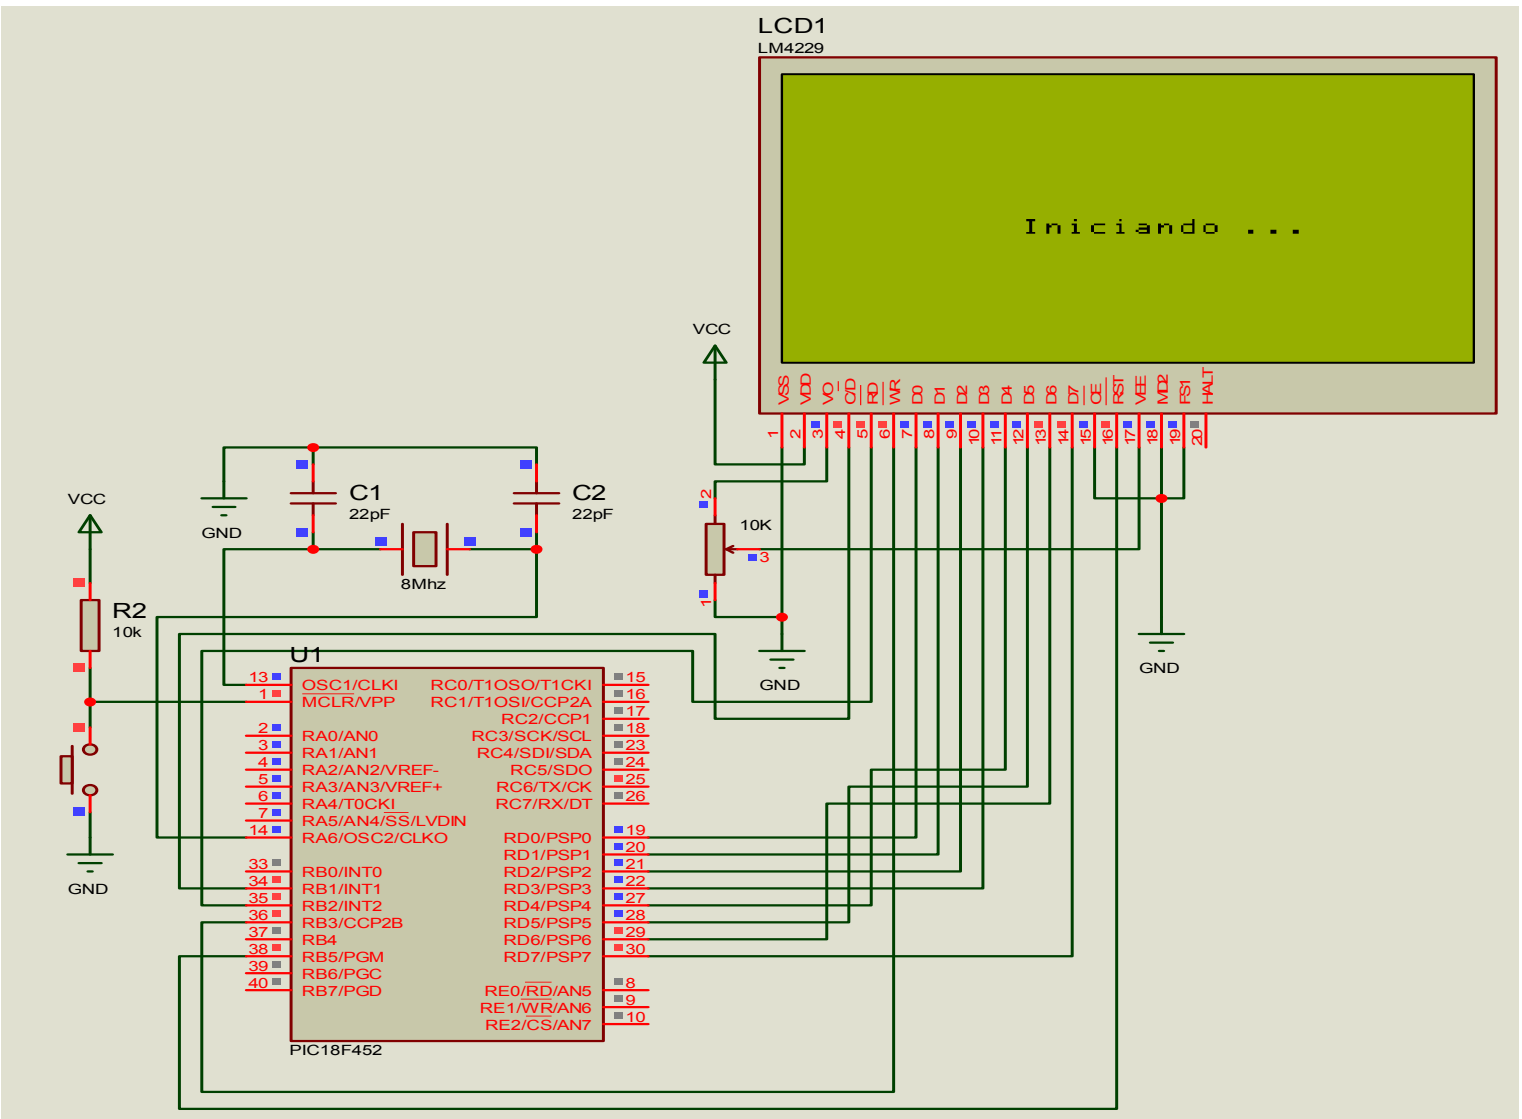 LCD1
LM4229
Iniciando ...
VSS
VDD
VO
C/D
RD
WR
D0
D1
D2
D3
D4
D5
D6
D7
CE
RST
VEE
MD2
FS1
HALT
1
2
3
4
5
6
7
8
9
10
11
12
13
14
15
16
17
18
19
20
VCC
2
10K
3
1
GND
GND
C1
22pF
C2
22pF
GND
8Mhz
VCC
R2
10k
GND
U1
13 OSC1/CLKI
1 MCLR/VPP
2 RA0/AN0
3 RA1/AN1
4 RA2/AN2/VREF-
5 RA3/AN3/VREF+
6 RA4/T0CKI
7 RA5/AN4/SS/LVDIN
14 RA6/OSC2/CLKO
33 RB0/INT0
34 RB1/INT1
35 RB2/INT2
36 RB3/CCP2B
37 RB4
38 RB5/PGM
39 RB6/PGC
40 RB7/PGD
RC0/T1OSO/T1CKI 15
RC1/T1OSI/CCP2A 16
RC2/CCP1 17
RC3/SCK/SCL 18
RC4/SDI/SDA 23
RC5/SDO 24
RC6/TX/CK 25
RC7/RX/DT 26
RD0/PSP0 19
RD1/PSP1 20
RD2/PSP2 21
RD3/PSP3 22
RD4/PSP4 27
RD5/PSP5 28
RD6/PSP6 29
RD7/PSP7 30
RE0/RD/AN5 8
RE1/WR/AN6 9
RE2/CS/AN7 10
PIC18F452